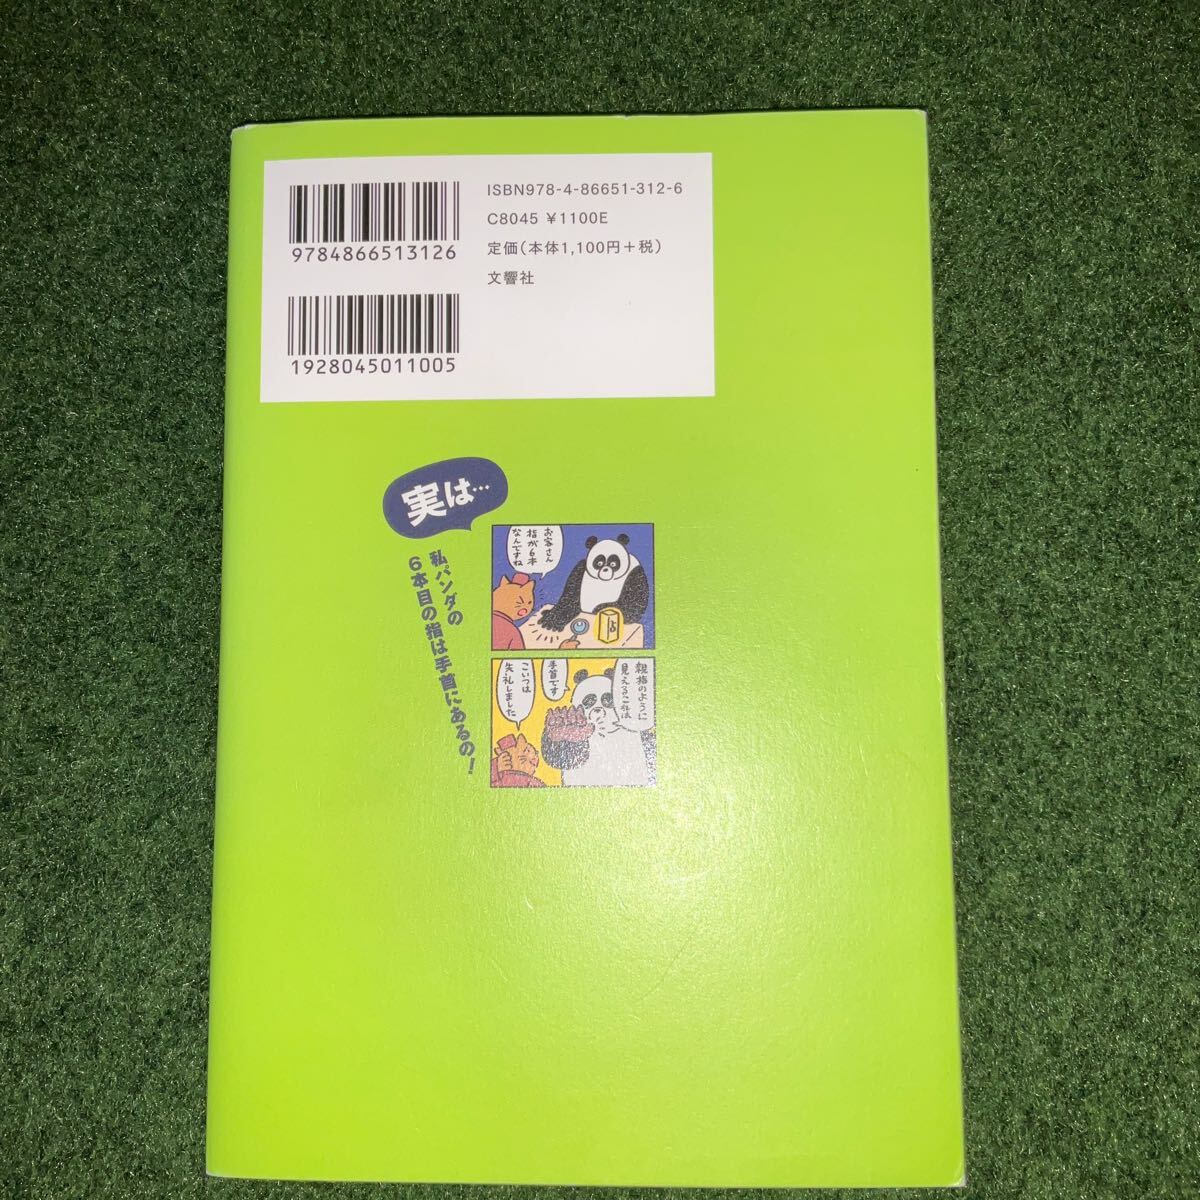 ISBN978-4-86651-312-6
C8045 ¥1100E
定価(本体1,100円+税)
文響社
9784866513126
1928045011005
実は…
私、パンダの
6本目の指は手首にあるの!
お客さん
指が6本
なんですね
親指のように
見えるこれは
手首です
こいつは
失礼しました
占